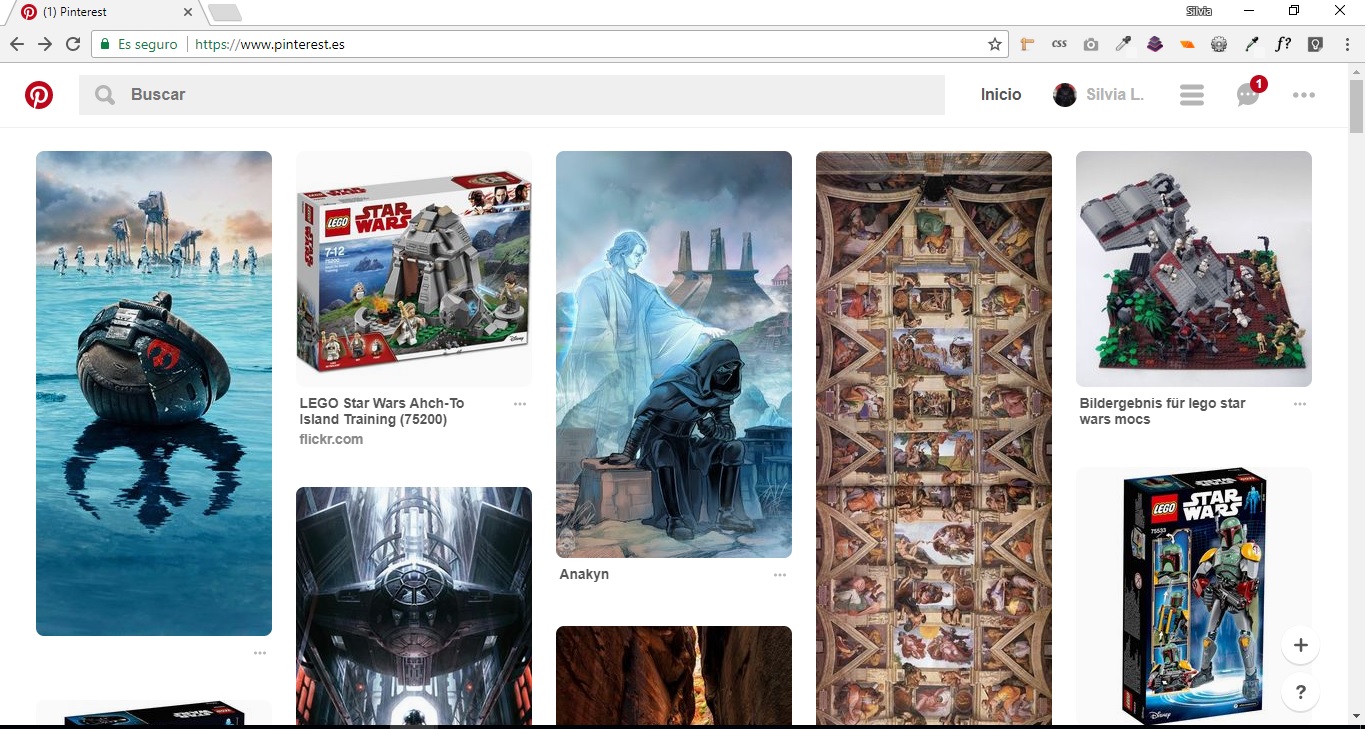 (1) Pinterest
Silvia
Es seguro
https://www.pinterest.es
CSS
f?
Buscar
Inicio
Silvia L.
1
LEGO
STAR
WARS
7-12
75200
Disney
LEGO Star Wars Ahch-To
Island Training (75200)
flickr.com
Anakyn
Bildergebnis für lego star
wars mocs
LEGO
STAR
WARS
75533
Disney
+
?